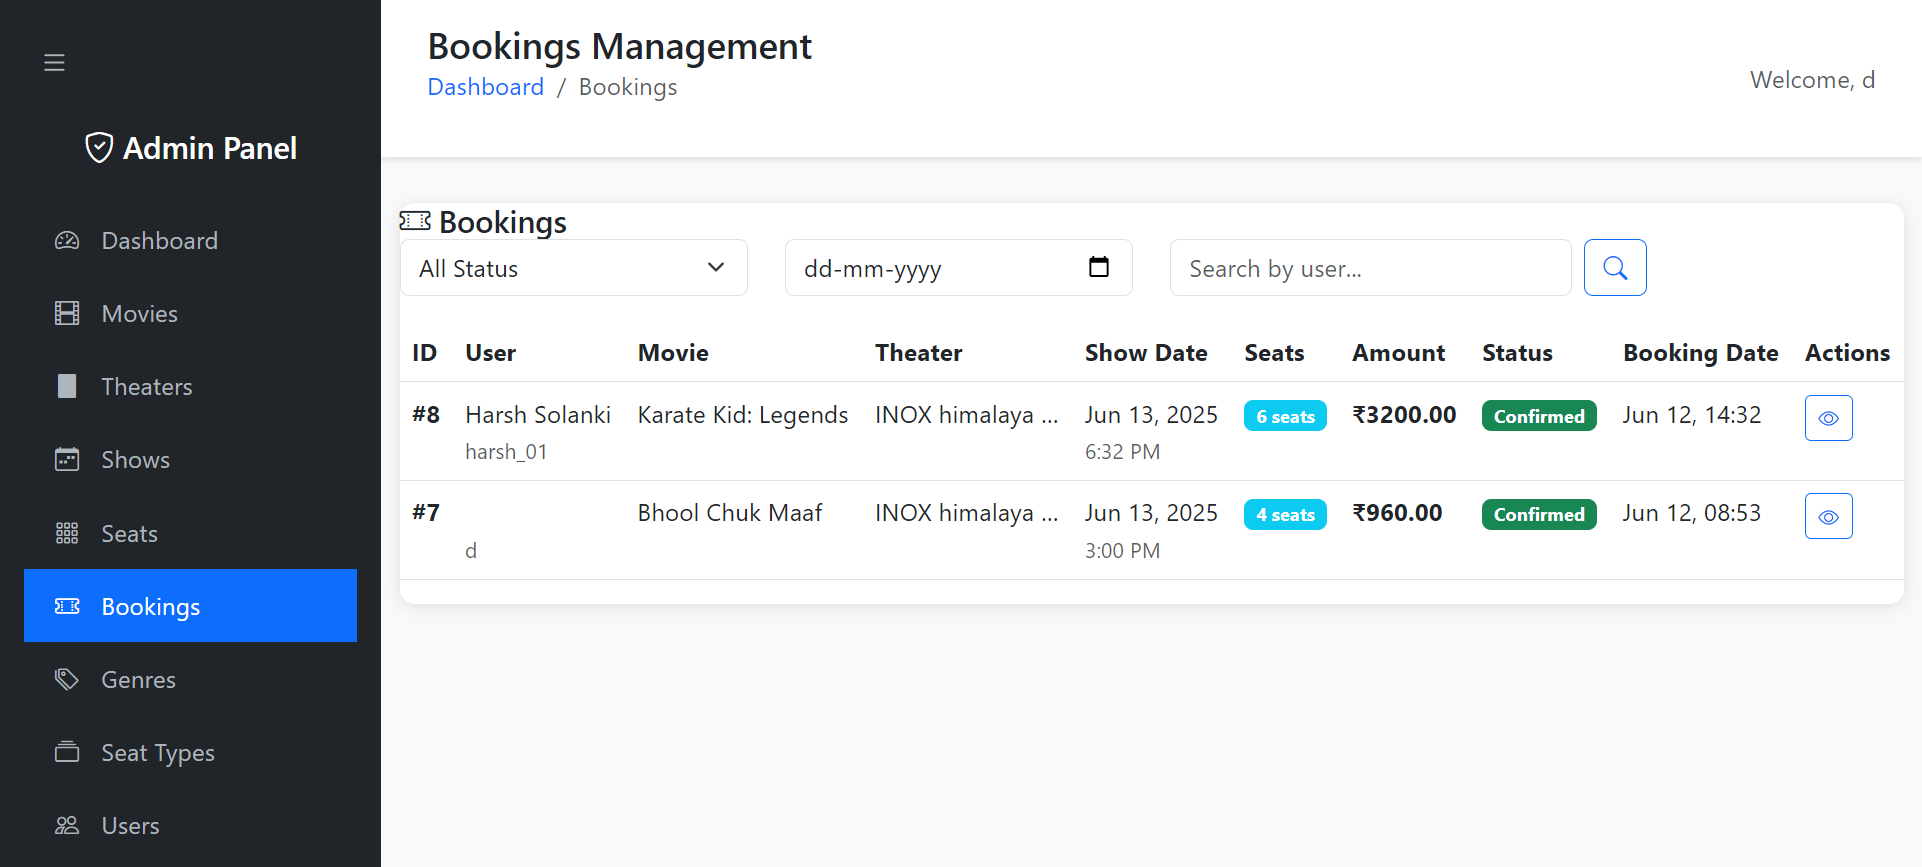 Admin Panel
Dashboard
Movies
Theaters
Shows
Seats
Bookings
Genres
Seat Types
Users
Bookings Management
Dashboard / Bookings
Welcome, d
Bookings
All Status
dd-mm-yyyy
Search by user...
ID User Movie Theater Show Date Seats Amount Status Booking Date Actions
#8 Harsh Solanki Karate Kid: Legends INOX himalaya ... Jun 13, 2025 6 seats ₹3200.00 Confirmed Jun 12, 14:32
harsh_01 6:32 PM
#7 Bhool Chuk Maaf INOX himalaya ... Jun 13, 2025 4 seats ₹960.00 Confirmed Jun 12, 08:53
d 3:00 PM